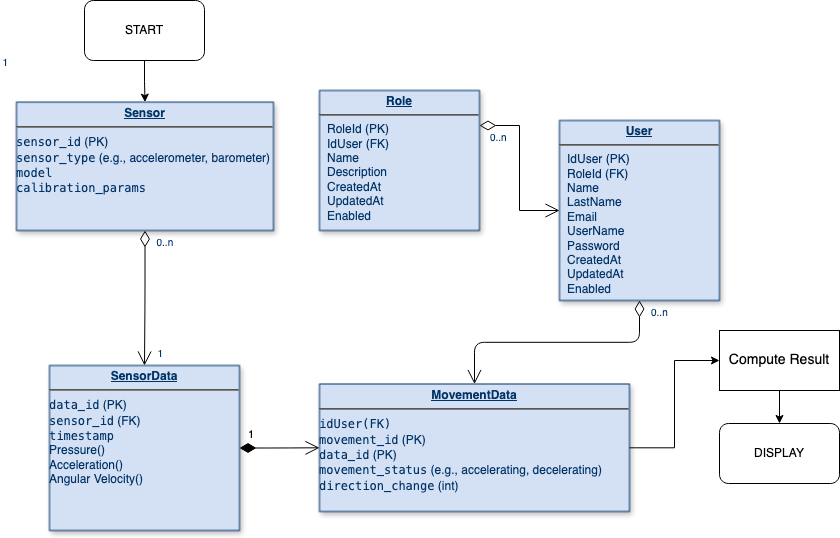 START
1
Sensor
sensor_id (PK)
sensor_type (e.g., accelerometer, barometer)
model
calibration_params
0..n
Role
RoleId (PK)
IdUser (FK)
Name
Description
CreatedAt
UpdatedAt
Enabled
0..n
User
IdUser (PK)
RoleId (FK)
Name
LastName
Email
UserName
Password
CreatedAt
UpdatedAt
Enabled
0..n
1
SensorData
data_id (PK)
sensor_id (FK)
timestamp
Pressure()
Acceleration()
Angular Velocity()
1
MovementData
idUser(FK)
movement_id (PK)
data_id (PK)
movement_status (e.g., accelerating, decelerating)
direction_change (int)
Compute Result
DISPLAY